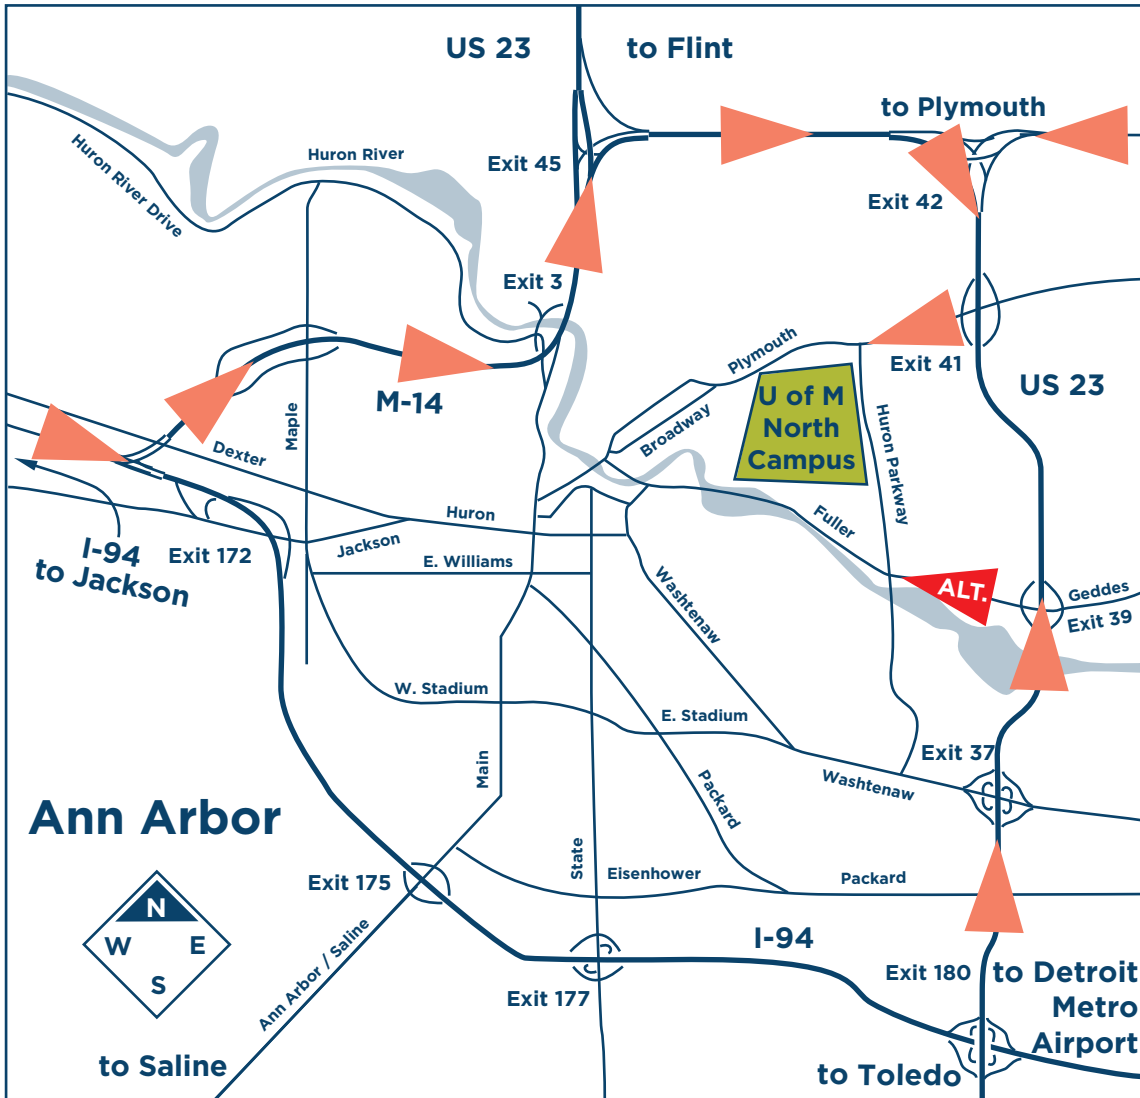 US 23
to Flint
to Plymouth
Huron River
Exit 45
Huron River Drive
Exit 42
Exit 3
Plymouth
Exit 41
US 23
M-14
U of M
North
Campus
Maple
Broadway
Huron Parkway
Dexter
Huron
Fuller
I-94
to Jackson
Exit 172
Jackson
E. Williams
Washtenaw
ALT.
Geddes
Exit 39
W. Stadium
E. Stadium
Exit 37
Main
Washtenaw
Packard
Ann Arbor
State
Exit 175
Eisenhower
Packard
N
W
E
S
Ann Arbor / Saline
I-94
Exit 177
Exit 180
to Detroit
Metro
Airport
to Saline
to Toledo